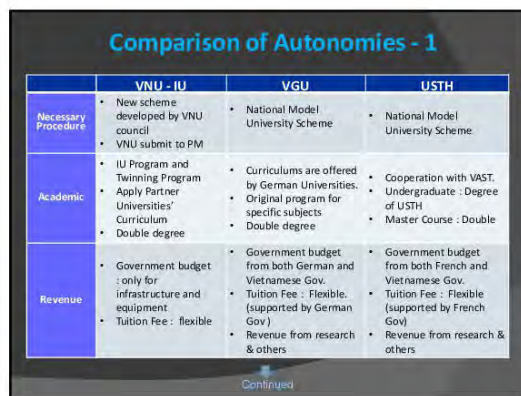 Comparison of Autonomies - 1
VNU - IU
VGU
USTH
Necessary
Procedure
• New scheme
developed by VNU
council
• VNU submit to PM
• National Model
University Scheme
• National Model
University Scheme
Academic
• IU Program and
Twinning Program
• Apply Partner
Universities'
Curriculum
• Double degree
• Curriculums are offered
by German Universities.
• Original program for
specific subjects
• Double degree
• Cooperation with VAST.
• Undergraduate : Degree
of USTH
• Master Course : Double
Revenue
• Government budget
: only for
infrastructure and
equipment
• Tuition Fee : flexible
• Government budget
from both German and
Vietnamese Gov.
• Tuition Fee : Flexible.
(supported by German
Gov )
• Revenue from research
& others
• Government budget
from both French and
Vietnamese Gov.
• Tuition Fee : Flexible
(supported by French
Gov)
• Revenue from research &
others
Continued